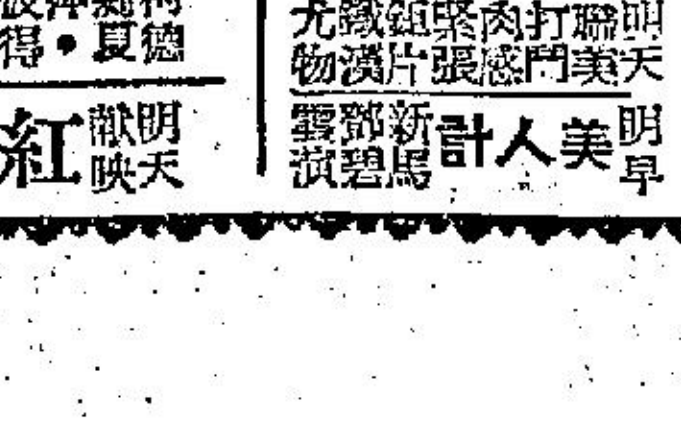 明天
聯美
打鬥
肉感
緊張
鉅片
鐵漢
尤物
明早
美人計
新馬
鄧碧
雲演
柯德
夏
·
得
明天
獻映
紅